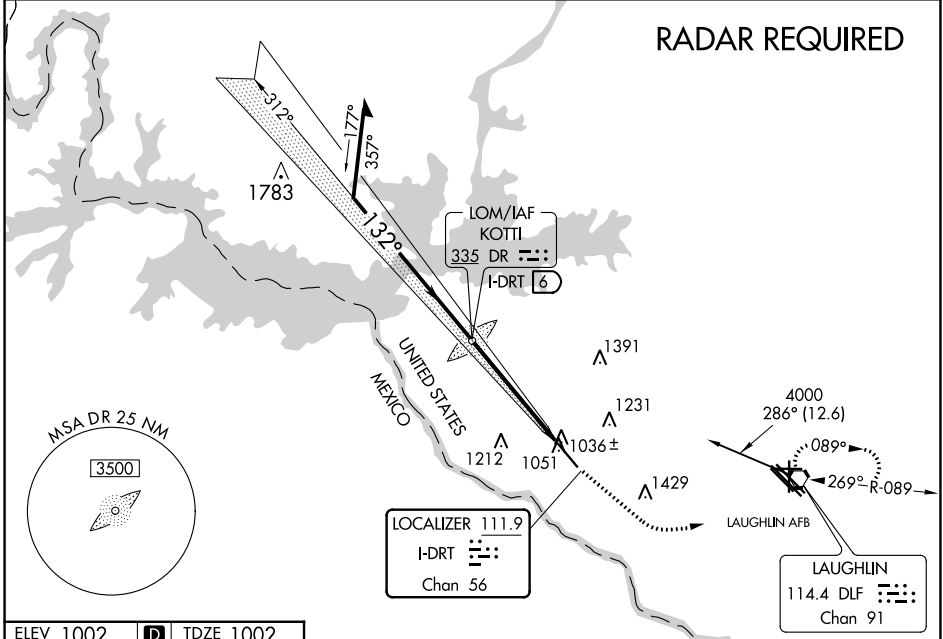 RADAR REQUIRED
312°
177°
357°
1783
132°
LOM/IAF
KOTTI
335 DR
I-DRT 6
UNITED STATES
MEXICO
1391
1231
1212
1051
1036±
1429
4000
286° (12.6)
089°
269°
R-089
LAUGHLIN AFB
MSA DR 25 NM
3500
LOCALIZER 111.9
I-DRT
Chan 56
LAUGHLIN
114.4 DLF
Chan 91
ELEV 1002 D TDZE 1002